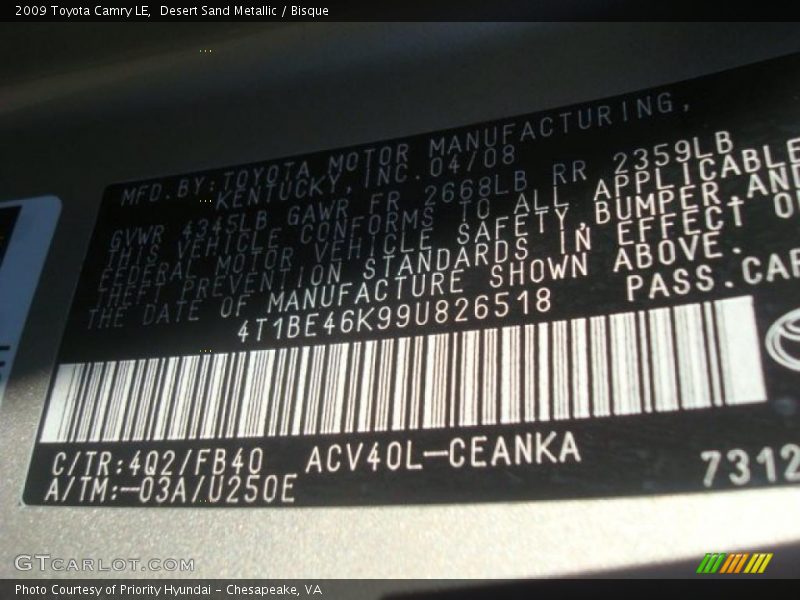 2009 Toyota Camry LE,  Desert Sand Metallic / Bisque
MFD.BY:TOYOTA MOTOR MANUFACTURING,
KENTUCKY,INC.04/08
GVWR 4345LB GAWR FR 2668LB RR 2359LB
THIS VEHICLE CONFORMS TO ALL APPLICABLE
FEDERAL MOTOR VEHICLE SAFETY,BUMPER,AND
THEFT PREVENTION STANDARDS IN EFFECT O
THE DATE OF MANUFACTURE SHOWN ABOVE.
4T1BE46K99U826518 PASS.CAR
C/TR:4Q2/FB40 ACV40L-CEANKA
A/TM:-03A/U250E 7312
GTCARLOT.COM
Photo Courtesy of Priority Hyundai - Chesapeake, VA